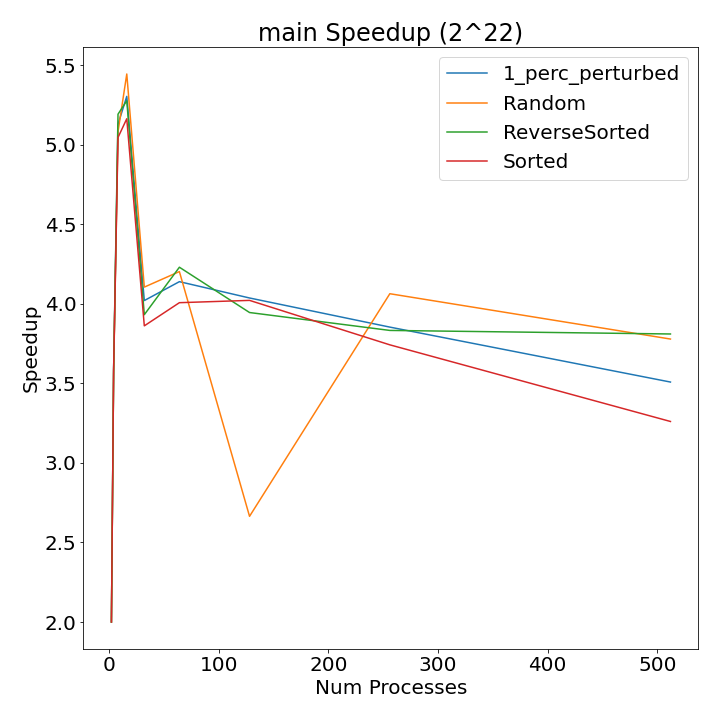 main Speedup (2^22)
1_perc_perturbed
Random
ReverseSorted
Sorted
Speedup
5.5
5.0
4.5
4.0
3.5
3.0
2.5
2.0
0 100 200 300 400 500
Num Processes